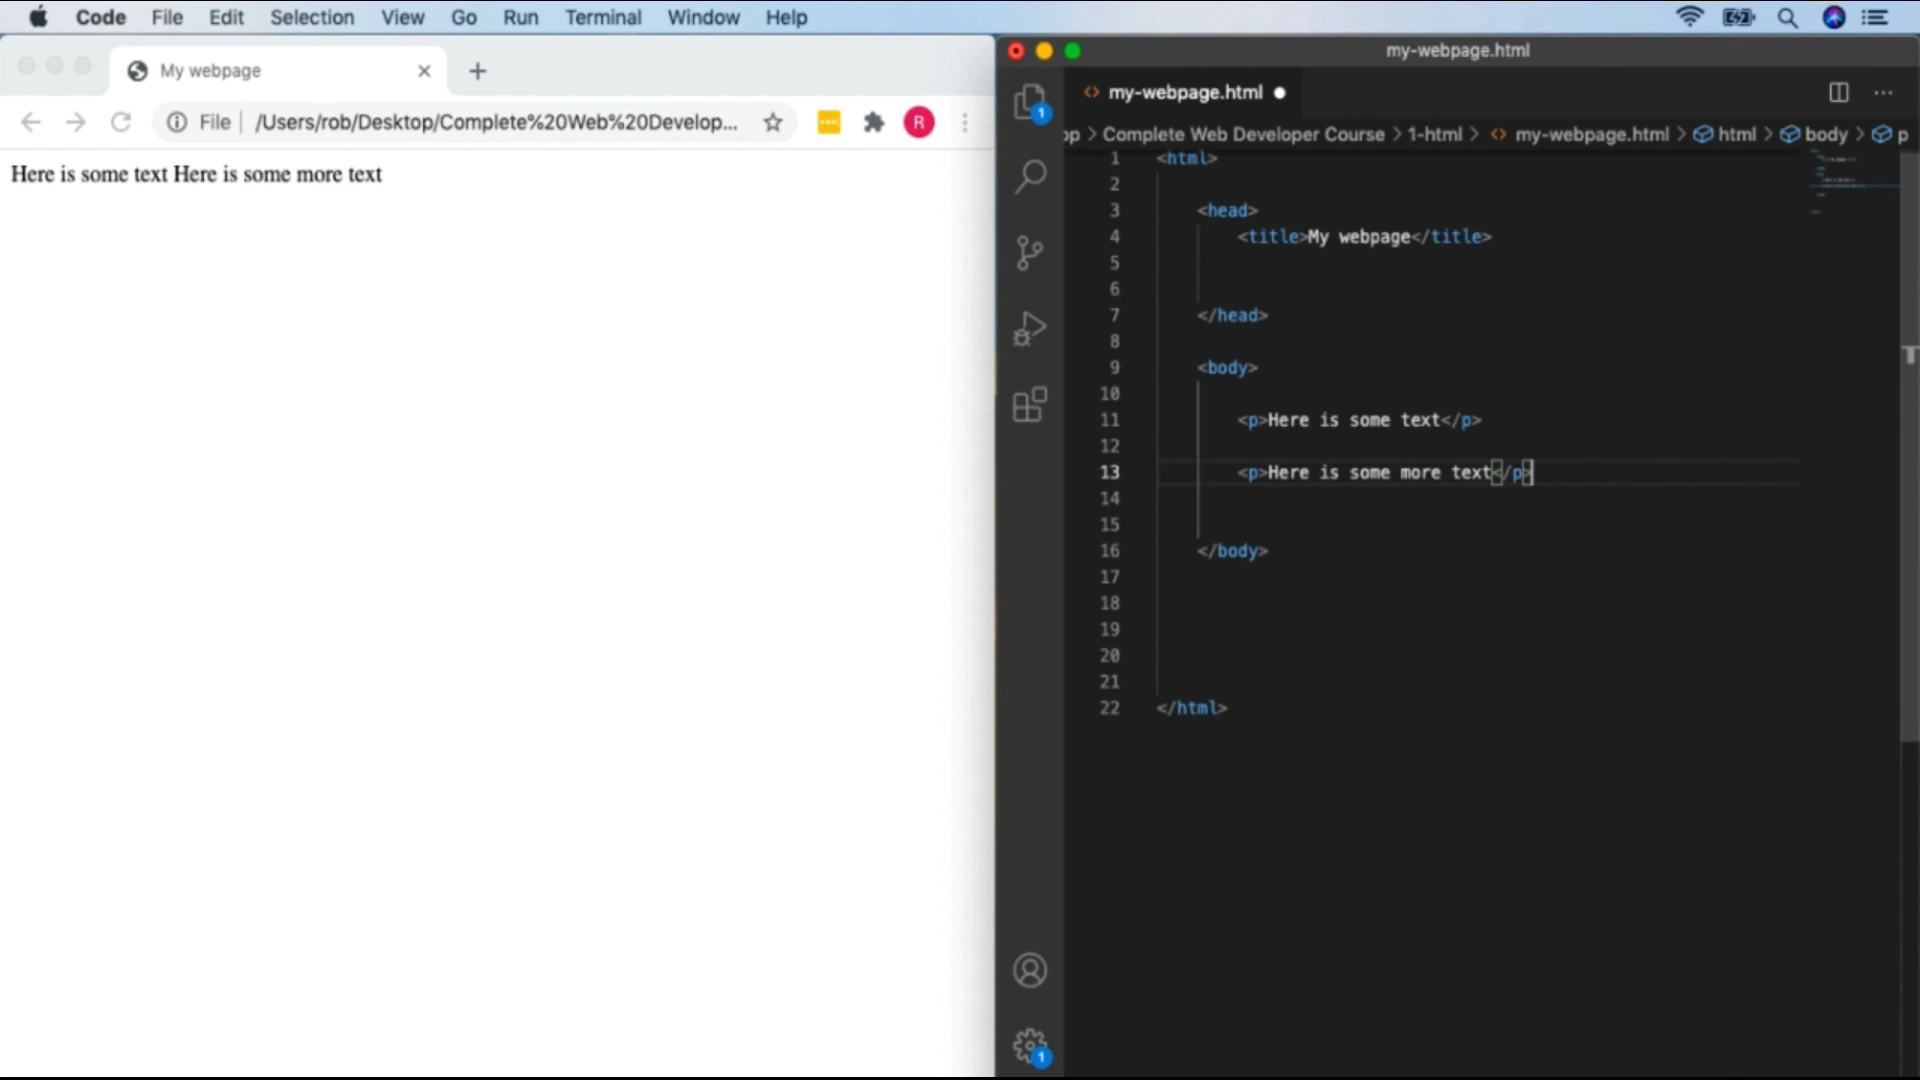 Code File Edit Selection View Go Run Terminal Window Help
My webpage
File /Users/rob/Desktop/Complete%20Web%20Develop...
R
Here is some text Here is some more text
my-webpage.html
my-webpage.html
op > Complete Web Developer Course > 1-html > my-webpage.html > html > body > p
1 <html>
2
3 <head>
4 <title>My webpage</title>
5
6
7 </head>
8
9 <body>
10
11 <p>Here is some text</p>
12
13 <p>Here is some more text</p>
14
15
16 </body>
17
18
19
20
21
22 </html>
1
1